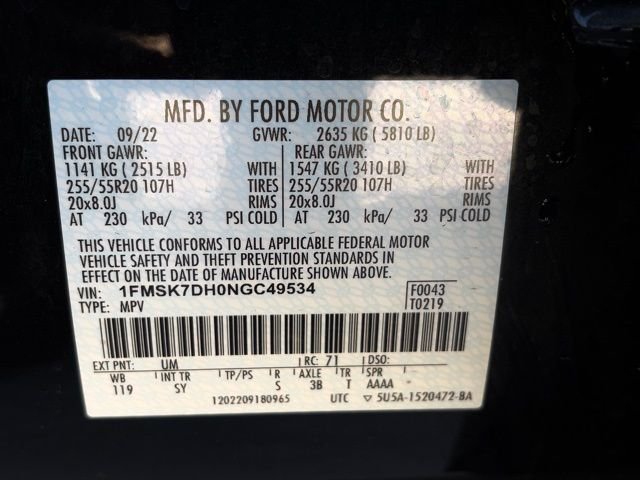 MFD. BY FORD MOTOR CO.
DATE: 09/22 GVWR: 2635 KG ( 5810 LB)
FRONT GAWR: REAR GAWR:
1141 KG ( 2515 LB) WITH 1547 KG ( 3410 LB) WITH
255/55R20 107H TIRES 255/55R20 107H TIRES
20x8.0J RIMS 20x8.0J RIMS
AT 230 kPa/ 33 PSI COLD AT 230 kPa/ 33 PSI COLD
THIS VEHICLE CONFORMS TO ALL APPLICABLE FEDERAL MOTOR
VEHICLE SAFETY AND THEFT PREVENTION STANDARDS IN
EFFECT ON THE DATE OF MANUFACTURE SHOWN ABOVE.
VIN: 1FMSK7DH0NGC49534 F0043
TYPE: MPV T0219
EXT PNT: UM RC: 71 DSO:
WB INT TR TP/PS R AXLE TR SPR
119 SY S 3B T AAAA
1202209180965 UTC ▽ 5U5A-1520472-BA